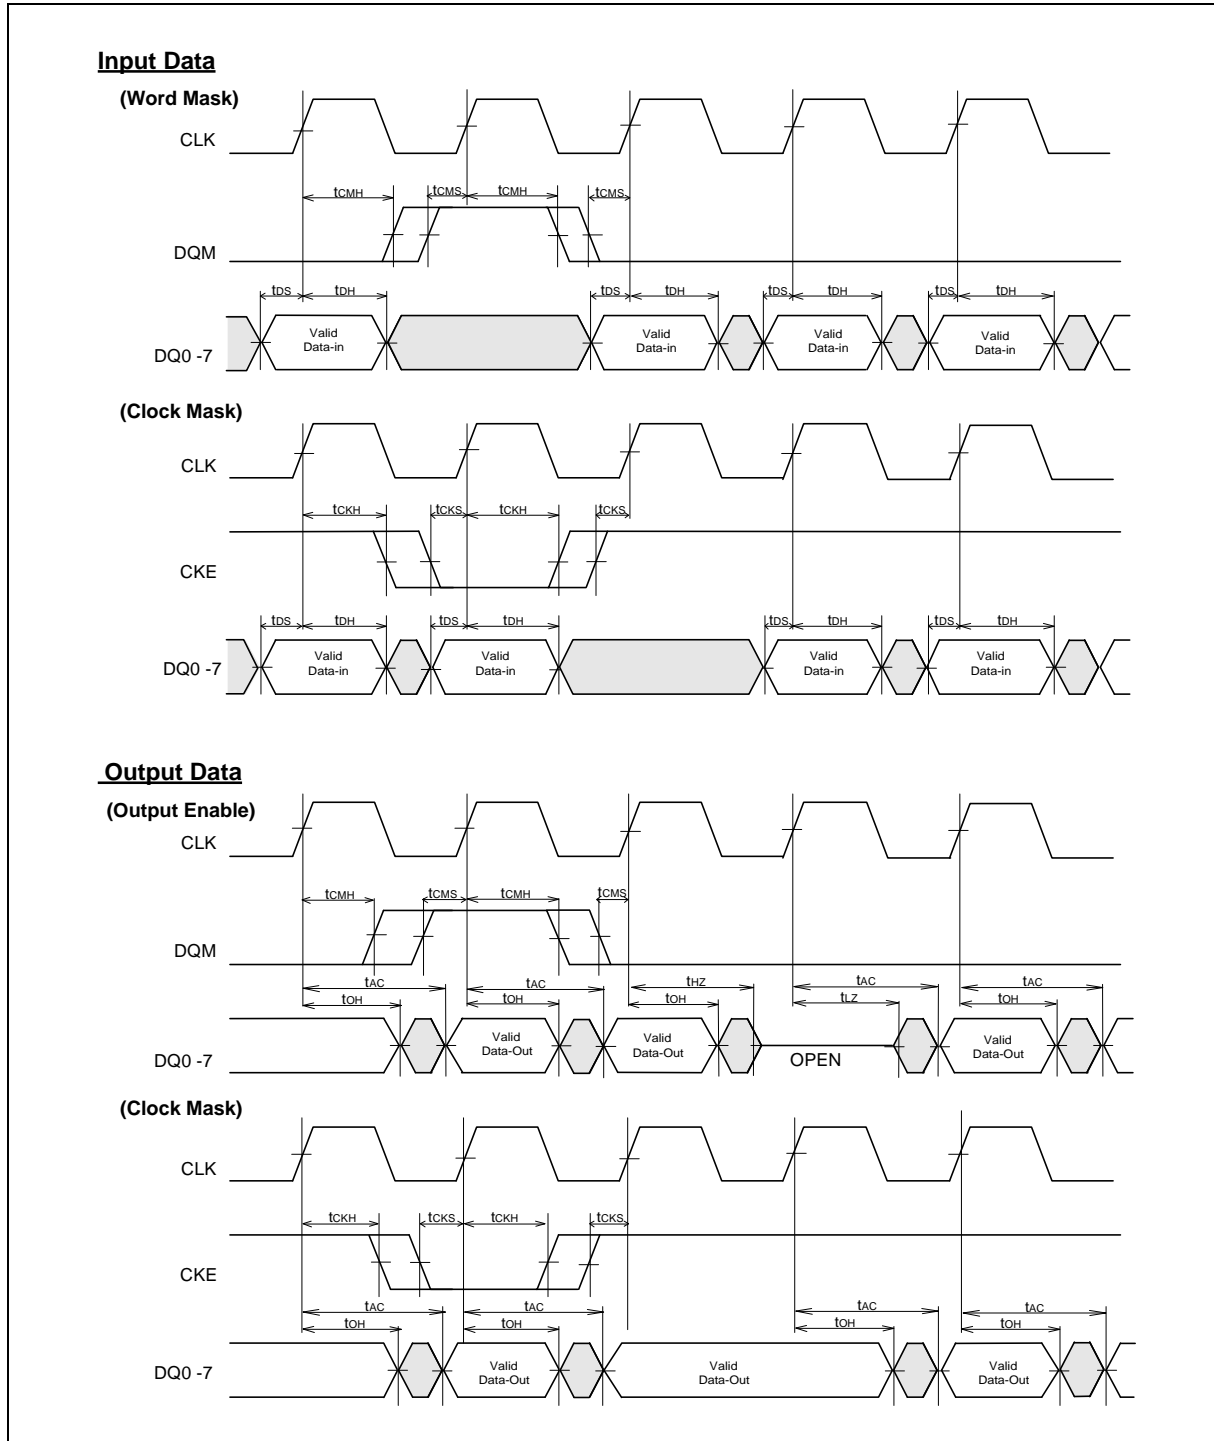 Input Data
(Word Mask)
CLK
tCMH tCMS tCMH tCMS
DQM
tDS tDH tDS tDH tDS tDH tDS tDH
DQ0 -7
Valid Data-in
Valid Data-in
Valid Data-in
Valid Data-in
(Clock Mask)
CLK
tCKH tCKS tCKH tCKS
CKE
tDS tDH tDS tDH tDS tDH tDS tDH
DQ0 -7
Valid Data-in
Valid Data-in
Valid Data-in
Valid Data-in
Output Data
(Output Enable)
CLK
tCMH tCMS tCMH tCMS
DQM
tAC tAC tHZ tAC tAC
tOH tOH tOH tLZ tOH
DQ0 -7
Valid Data-Out
Valid Data-Out
OPEN
Valid Data-Out
(Clock Mask)
CLK
tCKH tCKS tCKH tCKS
CKE
tAC tAC tAC tAC
tOH tOH tOH tOH
DQ0 -7
Valid Data-Out
Valid Data-Out
Valid Data-Out